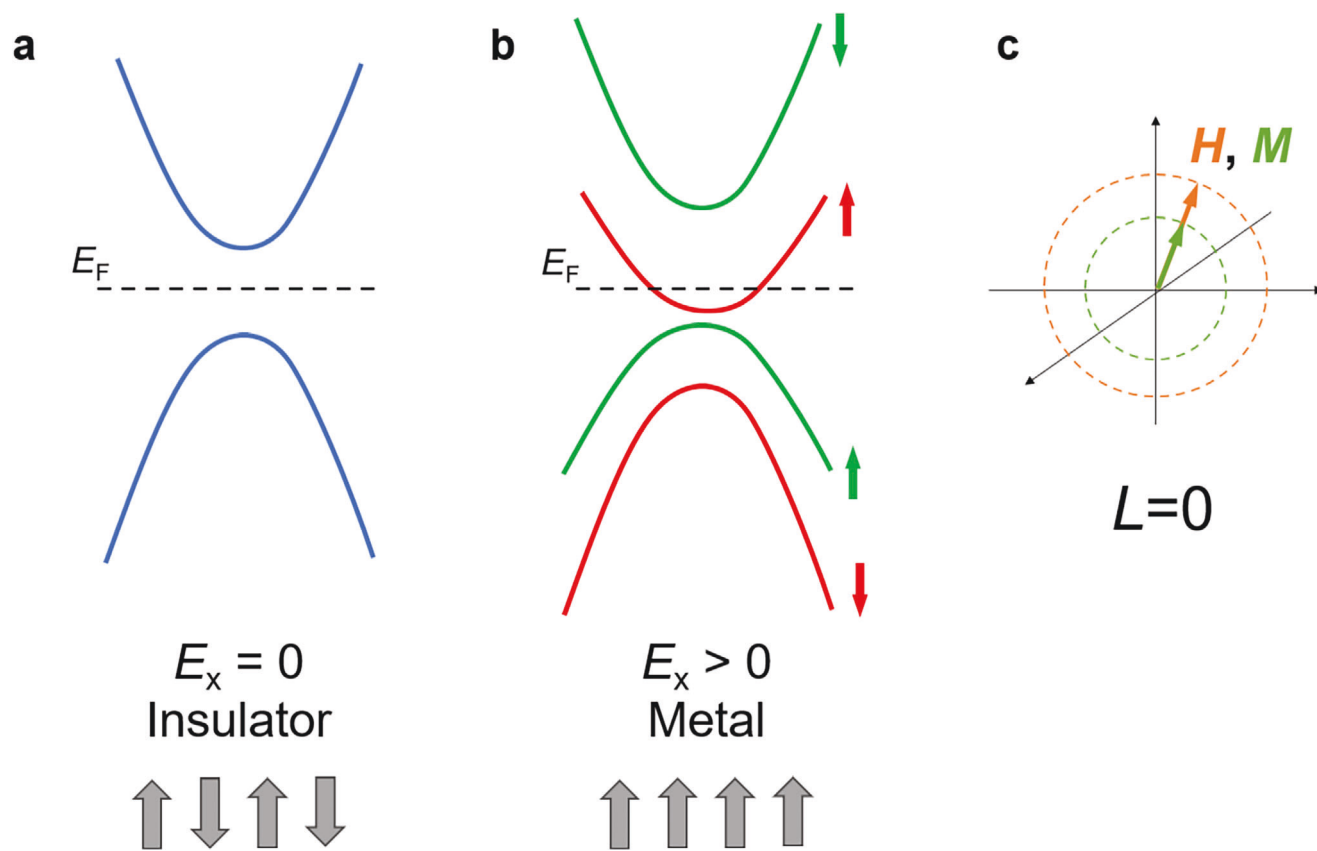 a
E_F
E_x = 0
Insulator
b
E_F
E_x > 0
Metal
c
H, M
L=0